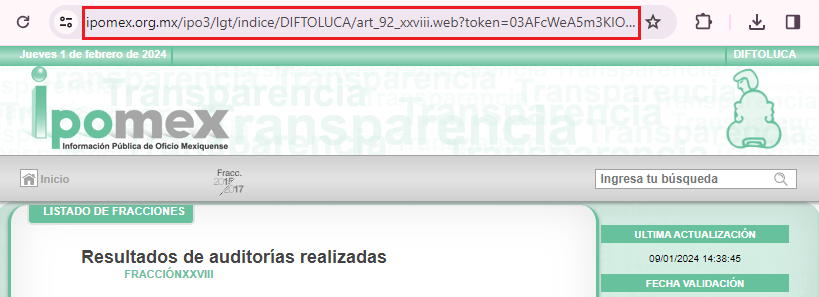 ipomex.org.mx/ipo3/lgt/indice/DIFTOLUCA/art_92_xxviii.web?token=03AFcWeA5m3KIO...
Jueves 1 de febrero de 2024
DIFTOLUCA
Transparencia
Transparencia
ipomex
Información Pública de Oficio Mexiquense
Inicio
Fracc.
2017
Ingresa tu búsqueda
LISTADO DE FRACCIONES
Resultados de auditorías realizadas
FRACCIÓNXXVIII
ULTIMA ACTUALIZACIÓN
09/01/2024 14:38:45
FECHA VALIDACIÓN